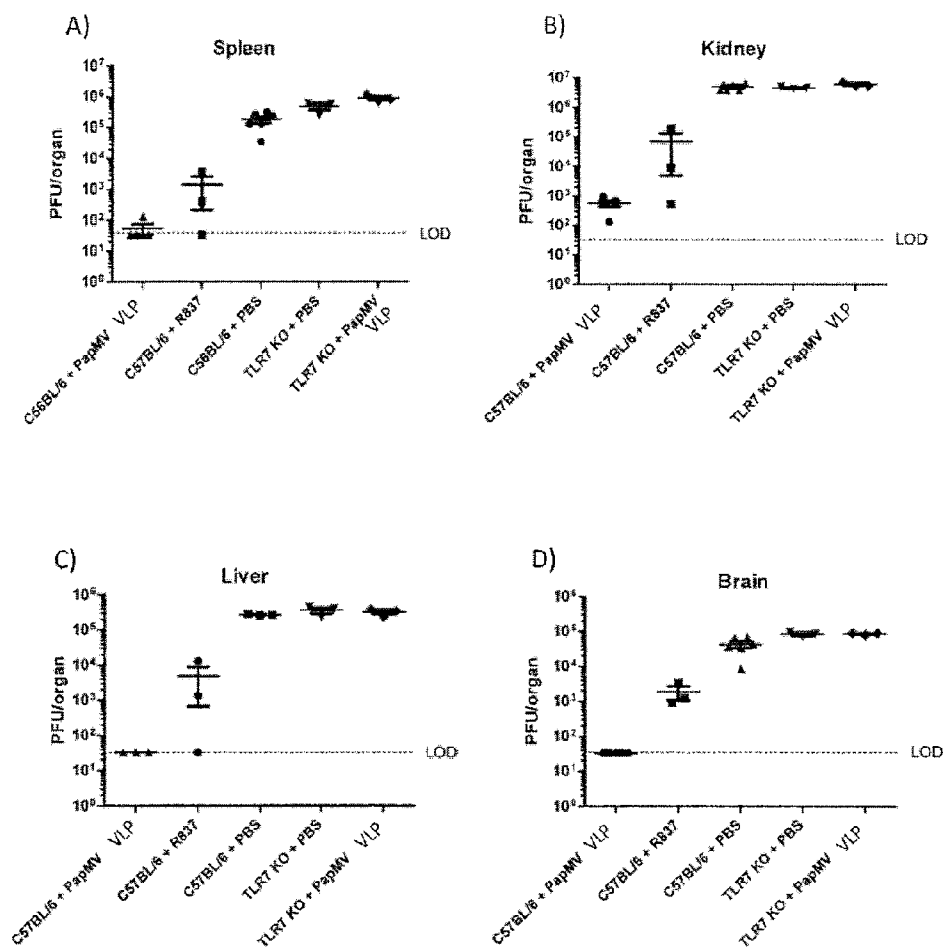 A)
Spleen
PFU/organ
10⁷
10⁶
10⁵
10⁴
10³
10²
10¹
10⁰
LOD
C56BL/6 + PapMV VLP
C57BL/6 + R837
C56BL/6 + PBS
TLR7 KO + PBS
TLR7 KO + PapMV
VLP
B)
Kidney
PFU/organ
10⁷
10⁶
10⁵
10⁴
10³
10²
10¹
10⁰
LOD
C57BL/6 + PapMV VLP
C57BL/6 + R837
C57BL/6 + PBS
TLR7 KO + PBS
TLR7 KO + PapMV VLP
C)
Liver
PFU/organ
10⁶
10⁵
10⁴
10³
10²
10¹
10⁰
LOD
C57BL/6 + PapMV VLP
C57BL/6 + R837
C57BL/6 + PBS
TLR7 KO + PBS
TLR7 KO + PapMV VLP
D)
Brain
PFU/organ
10⁶
10⁵
10⁴
10³
10²
10¹
10⁰
LOD
C57BL/6 + PapMV VLP
C57BL/6 + R837
C57BL/6 + PBS
TLR7 KO + PBS
TLR7 KO + PapMV VLP